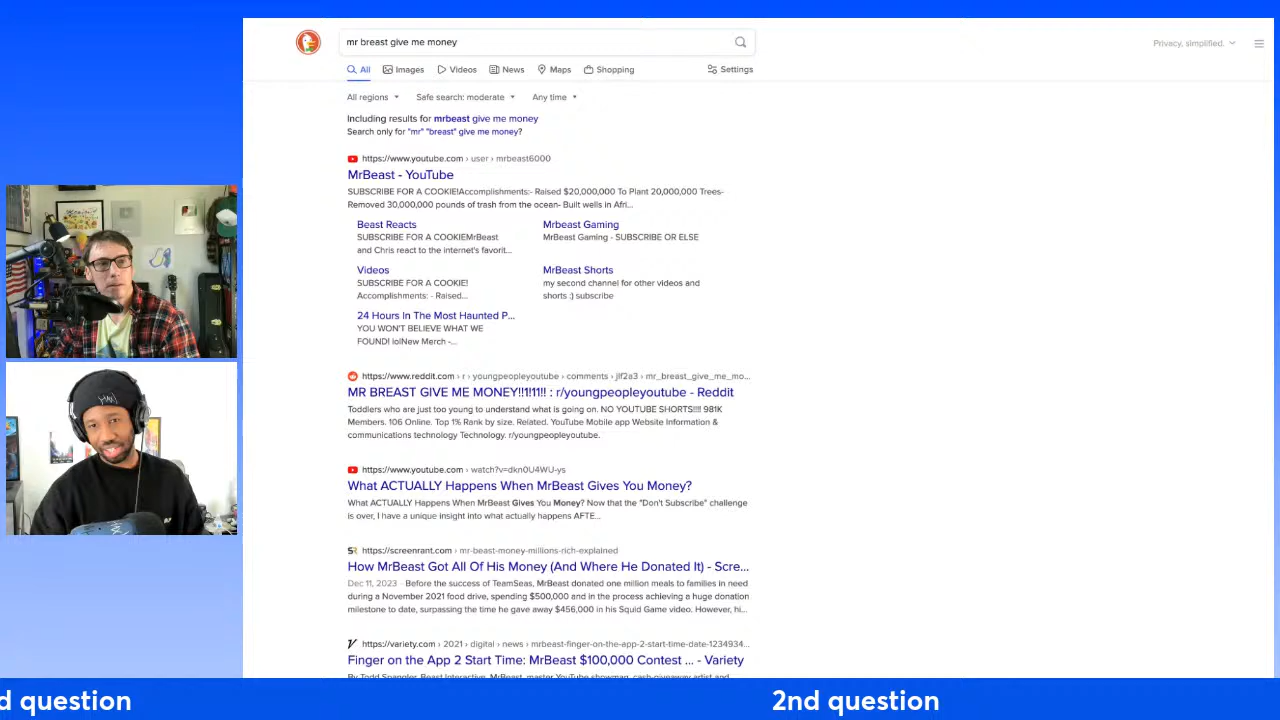 mr breast give me money
Privacy, simplified.
All
Images
Videos
News
Maps
Shopping
Settings
All regions
Safe search: moderate
Any time
Including results for mrbeast give me money
Search only for "mr" "breast" give me money?
https://www.youtube.com › user › mrbeast6000
MrBeast - YouTube
SUBSCRIBE FOR A COOKIE!Accomplishments:- Raised $20,000,000 To Plant 20,000,000 Trees-
Removed 30,000,000 pounds of trash from the ocean- Built wells in Afri...
Beast Reacts
SUBSCRIBE FOR A COOKIEMrBeast
and Chris react to the internet's favorit...
Mrbeast Gaming
MrBeast Gaming - SUBSCRIBE OR ELSE
Videos
SUBSCRIBE FOR A COOKIE!
Accomplishments: - Raised...
MrBeast Shorts
my second channel for other videos and
shorts :) subscribe
24 Hours In The Most Haunted P...
YOU WON'T BELIEVE WHAT WE
FOUND! lolNew Merch -...
https://www.reddit.com › r › youngpeopleyoutube › comments › jlf2a3 › mr_breast_give_me_mo...
MR BREAST GIVE ME MONEY!!1!11!! : r/youngpeopleyoutube - Reddit
Toddlers who are just too young to understand what is going on. NO YOUTUBE SHORTS!!!! 981K
Members. 106 Online. Top 1% Rank by size. Related. YouTube Mobile app Website Information &
communications technology Technology. r/youngpeopleyoutube.
https://www.youtube.com › watch?v=dkn0U4WU-ys
What ACTUALLY Happens When MrBeast Gives You Money?
What ACTUALLY Happens When MrBeast Gives You Money? Now that the "Don't Subscribe" challenge
is over, I have a unique insight into what actually happens AFTE...
SR https://screenrant.com › mr-beast-money-millions-rich-explained
How MrBeast Got All Of His Money (And Where He Donated It) - Scre...
Dec 11, 2023 Before the success of TeamSeas, MrBeast donated one million meals to families in need
during a November 2021 food drive, spending $500,000 and in the process achieving a huge donation
milestone to date, surpassing the time he gave away $456,000 in his Squid Game video. However, hi...
https://variety.com › 2021 › digital › news › mrbeast-finger-on-the-app-2-start-time-date-1234934...
Finger on the App 2 Start Time: MrBeast $100,000 Contest ... - Variety
By Todd Spangler. Beast Interactive. MrBeast, master YouTube showman, cash-giveaway artist and
d question
2nd question